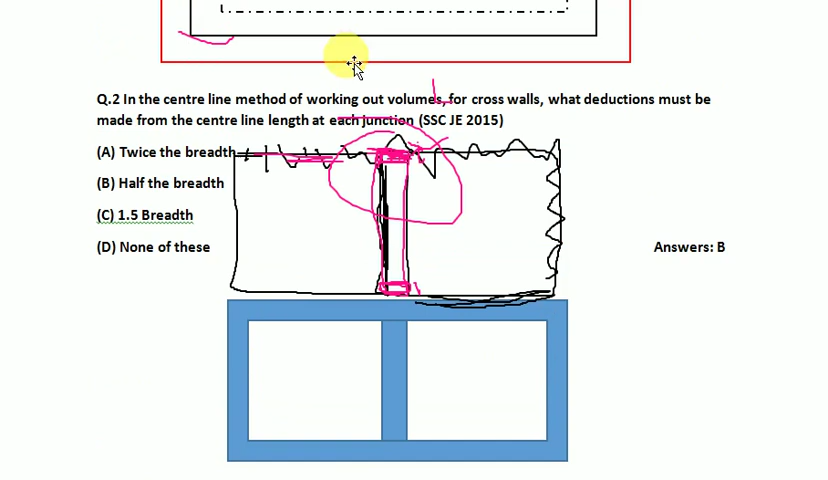 Q.2 In the centre line method of working out volumes, for cross walls, what deductions must be
made from the centre line length at each junction (SSC JE 2015)
(A) Twice the breadth
(B) Half the breadth
(C) 1.5 Breadth
(D) None of these
Answers: B